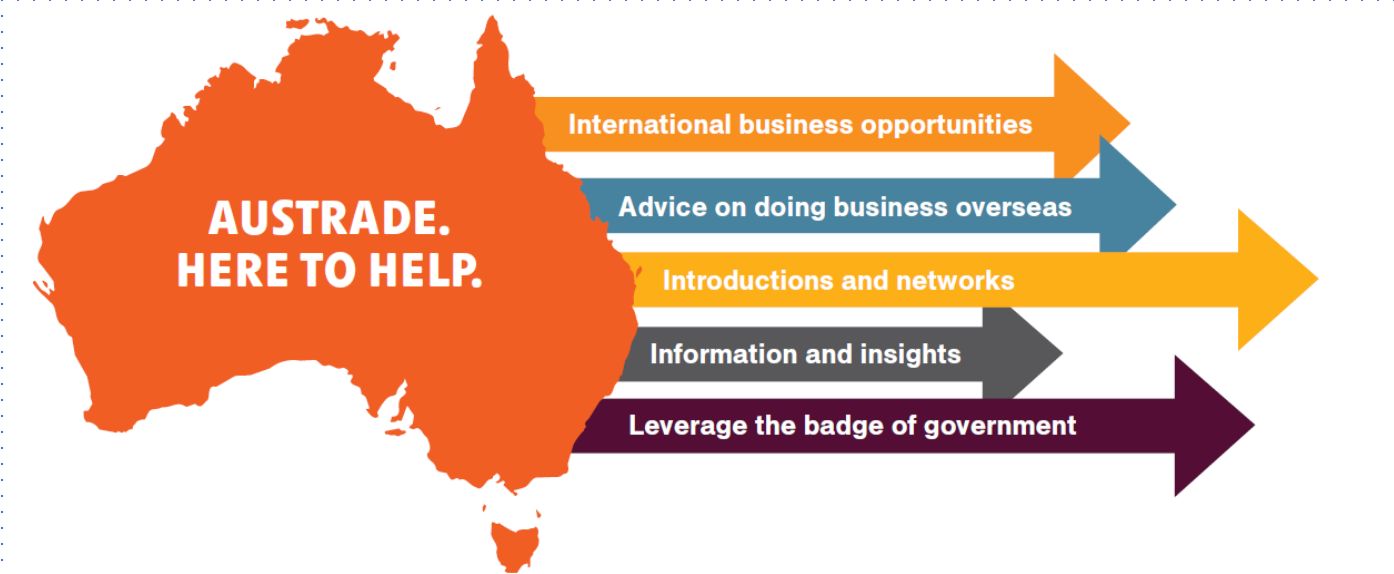 AUSTRADE.
HERE TO HELP.
International business opportunities
Advice on doing business overseas
Introductions and networks
Information and insights
Leverage the badge of government